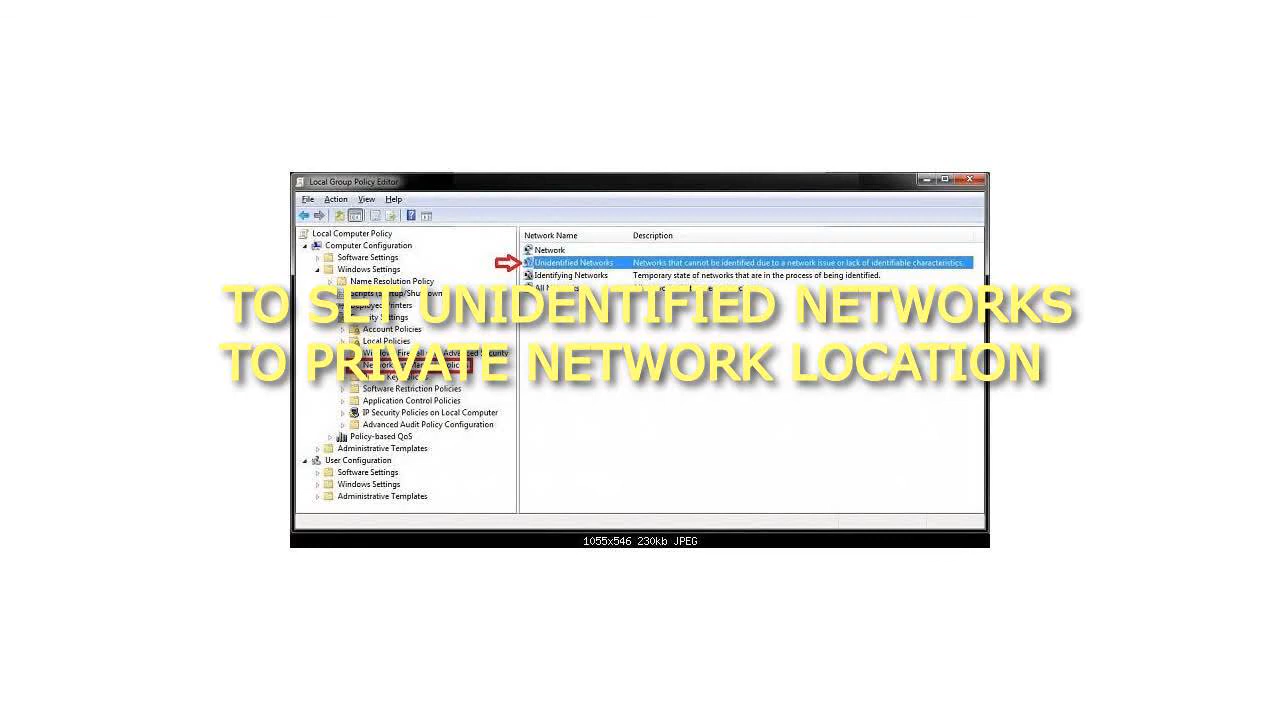 Local Group Policy Editor
File Action View Help
Local Computer Policy
Computer Configuration
Software Settings
Windows Settings
Name Resolution Policy
Account Policies
Local Policies
Software Restriction Policies
Application Control Policies
IP Security Policies on Local Computer
Advanced Audit Policy Configuration
Policy-based QoS
Administrative Templates
User Configuration
Software Settings
Windows Settings
Administrative Templates
Network Name Description
Network
Unidentified Networks Networks that cannot be identified due to a network issue or lack of identifiable characteristics.
Identifying Networks Temporary state of networks that are in the process of being identified.
TO SET UNIDENTIFIED NETWORKS
TO PRIVATE NETWORK LOCATION
1055x546 230kb JPEG